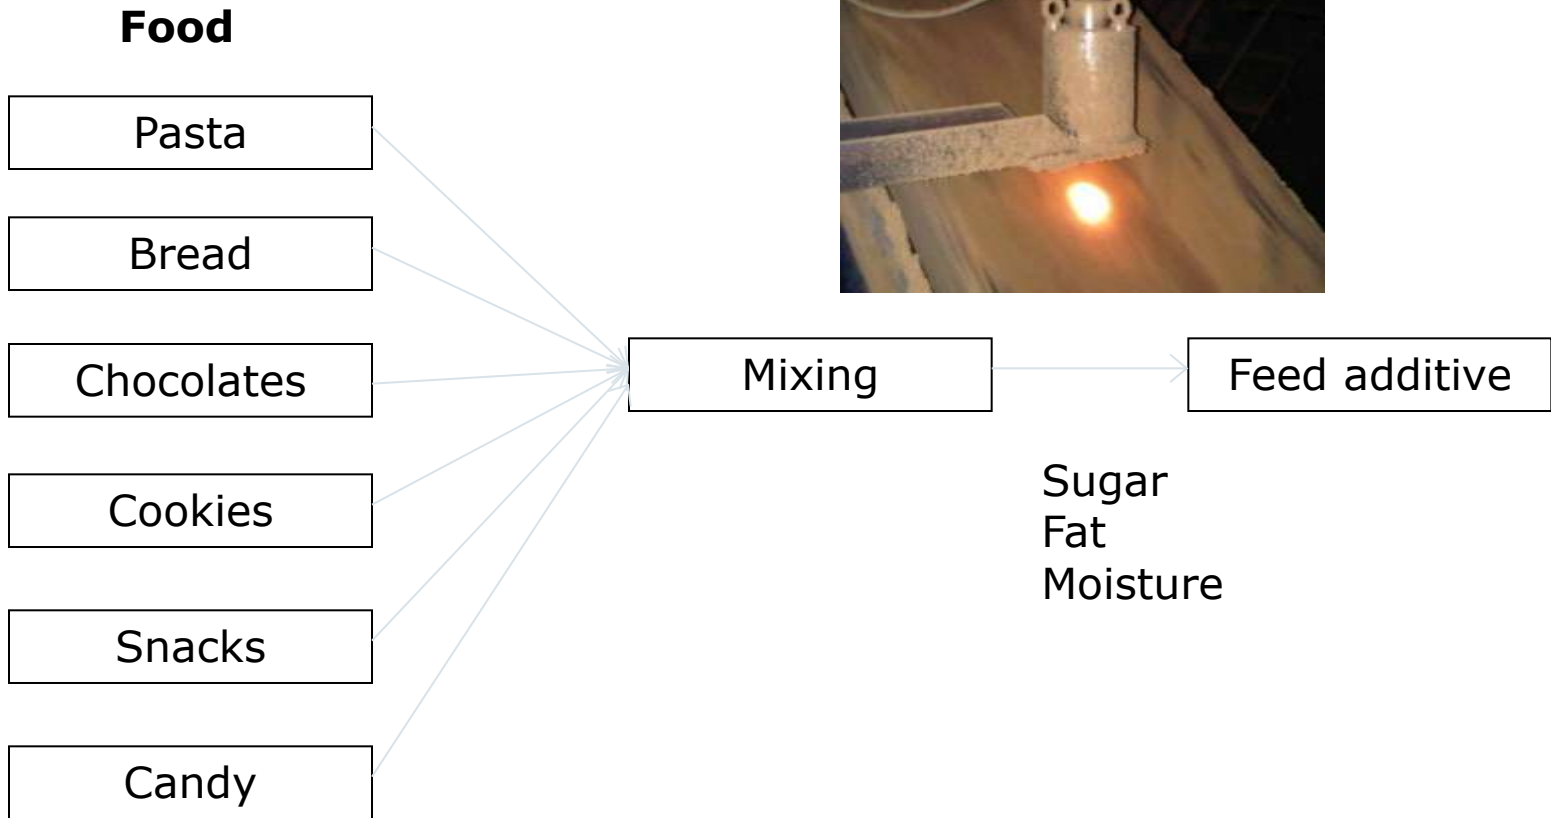 Food
Pasta
Bread
Chocolates
Cookies
Snacks
Candy
Mixing
Feed additive
Sugar
Fat
Moisture